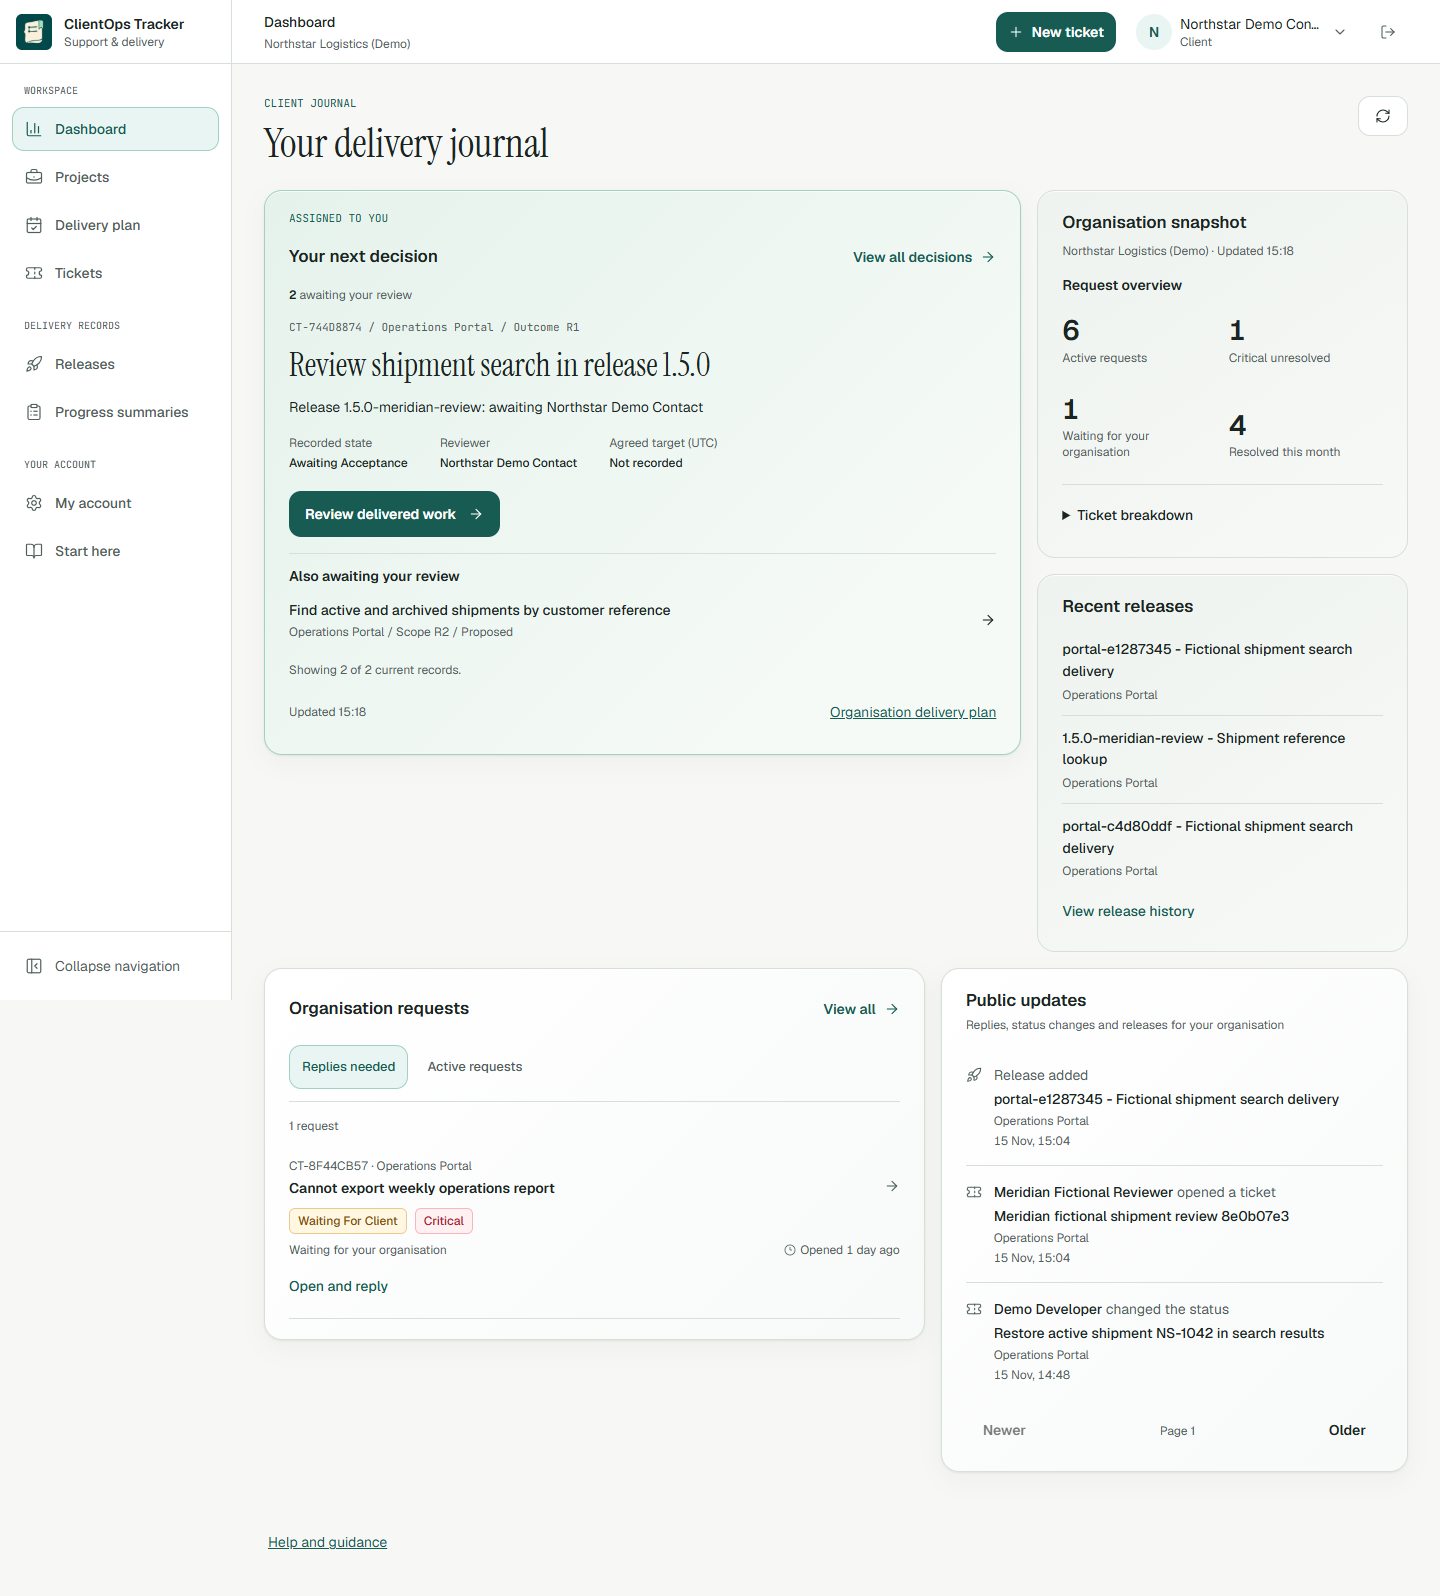 ClientOps Tracker
Support & delivery
Dashboard
Northstar Logistics (Demo)
New ticket
N
Northstar Demo Con...
Client
WORKSPACE
Dashboard
Projects
Delivery plan
Tickets
DELIVERY RECORDS
Releases
Progress summaries
YOUR ACCOUNT
My account
Start here
Collapse navigation
CLIENT JOURNAL
Your delivery journal
ASSIGNED TO YOU
Your next decision
View all decisions
2 awaiting your review
CT-744D8874 / Operations Portal / Outcome R1
Review shipment search in release 1.5.0
Release 1.5.0-meridian-review: awaiting Northstar Demo Contact
Recorded state
Awaiting Acceptance
Reviewer
Northstar Demo Contact
Agreed target (UTC)
Not recorded
Review delivered work
Also awaiting your review
Find active and archived shipments by customer reference
Operations Portal / Scope R2 / Proposed
Showing 2 of 2 current records.
Updated 15:18
Organisation delivery plan
Organisation snapshot
Northstar Logistics (Demo) · Updated 15:18
Request overview
6
Active requests
1
Critical unresolved
1
Waiting for your
organisation
4
Resolved this month
Ticket breakdown
Recent releases
portal-e1287345 - Fictional shipment search
delivery
Operations Portal
1.5.0-meridian-review - Shipment reference
lookup
Operations Portal
portal-c4d80ddf - Fictional shipment search
delivery
Operations Portal
View release history
Organisation requests
View all
Replies needed
Active requests
1 request
CT-8F44CB57 · Operations Portal
Cannot export weekly operations report
Waiting For Client
Critical
Waiting for your organisation
Opened 1 day ago
Open and reply
Public updates
Replies, status changes and releases for your organisation
Release added
portal-e1287345 - Fictional shipment search delivery
Operations Portal
15 Nov, 15:04
Meridian Fictional Reviewer opened a ticket
Meridian fictional shipment review 8e0b07e3
Operations Portal
15 Nov, 15:04
Demo Developer changed the status
Restore active shipment NS-1042 in search results
Operations Portal
15 Nov, 14:48
Newer
Page 1
Older
Help and guidance